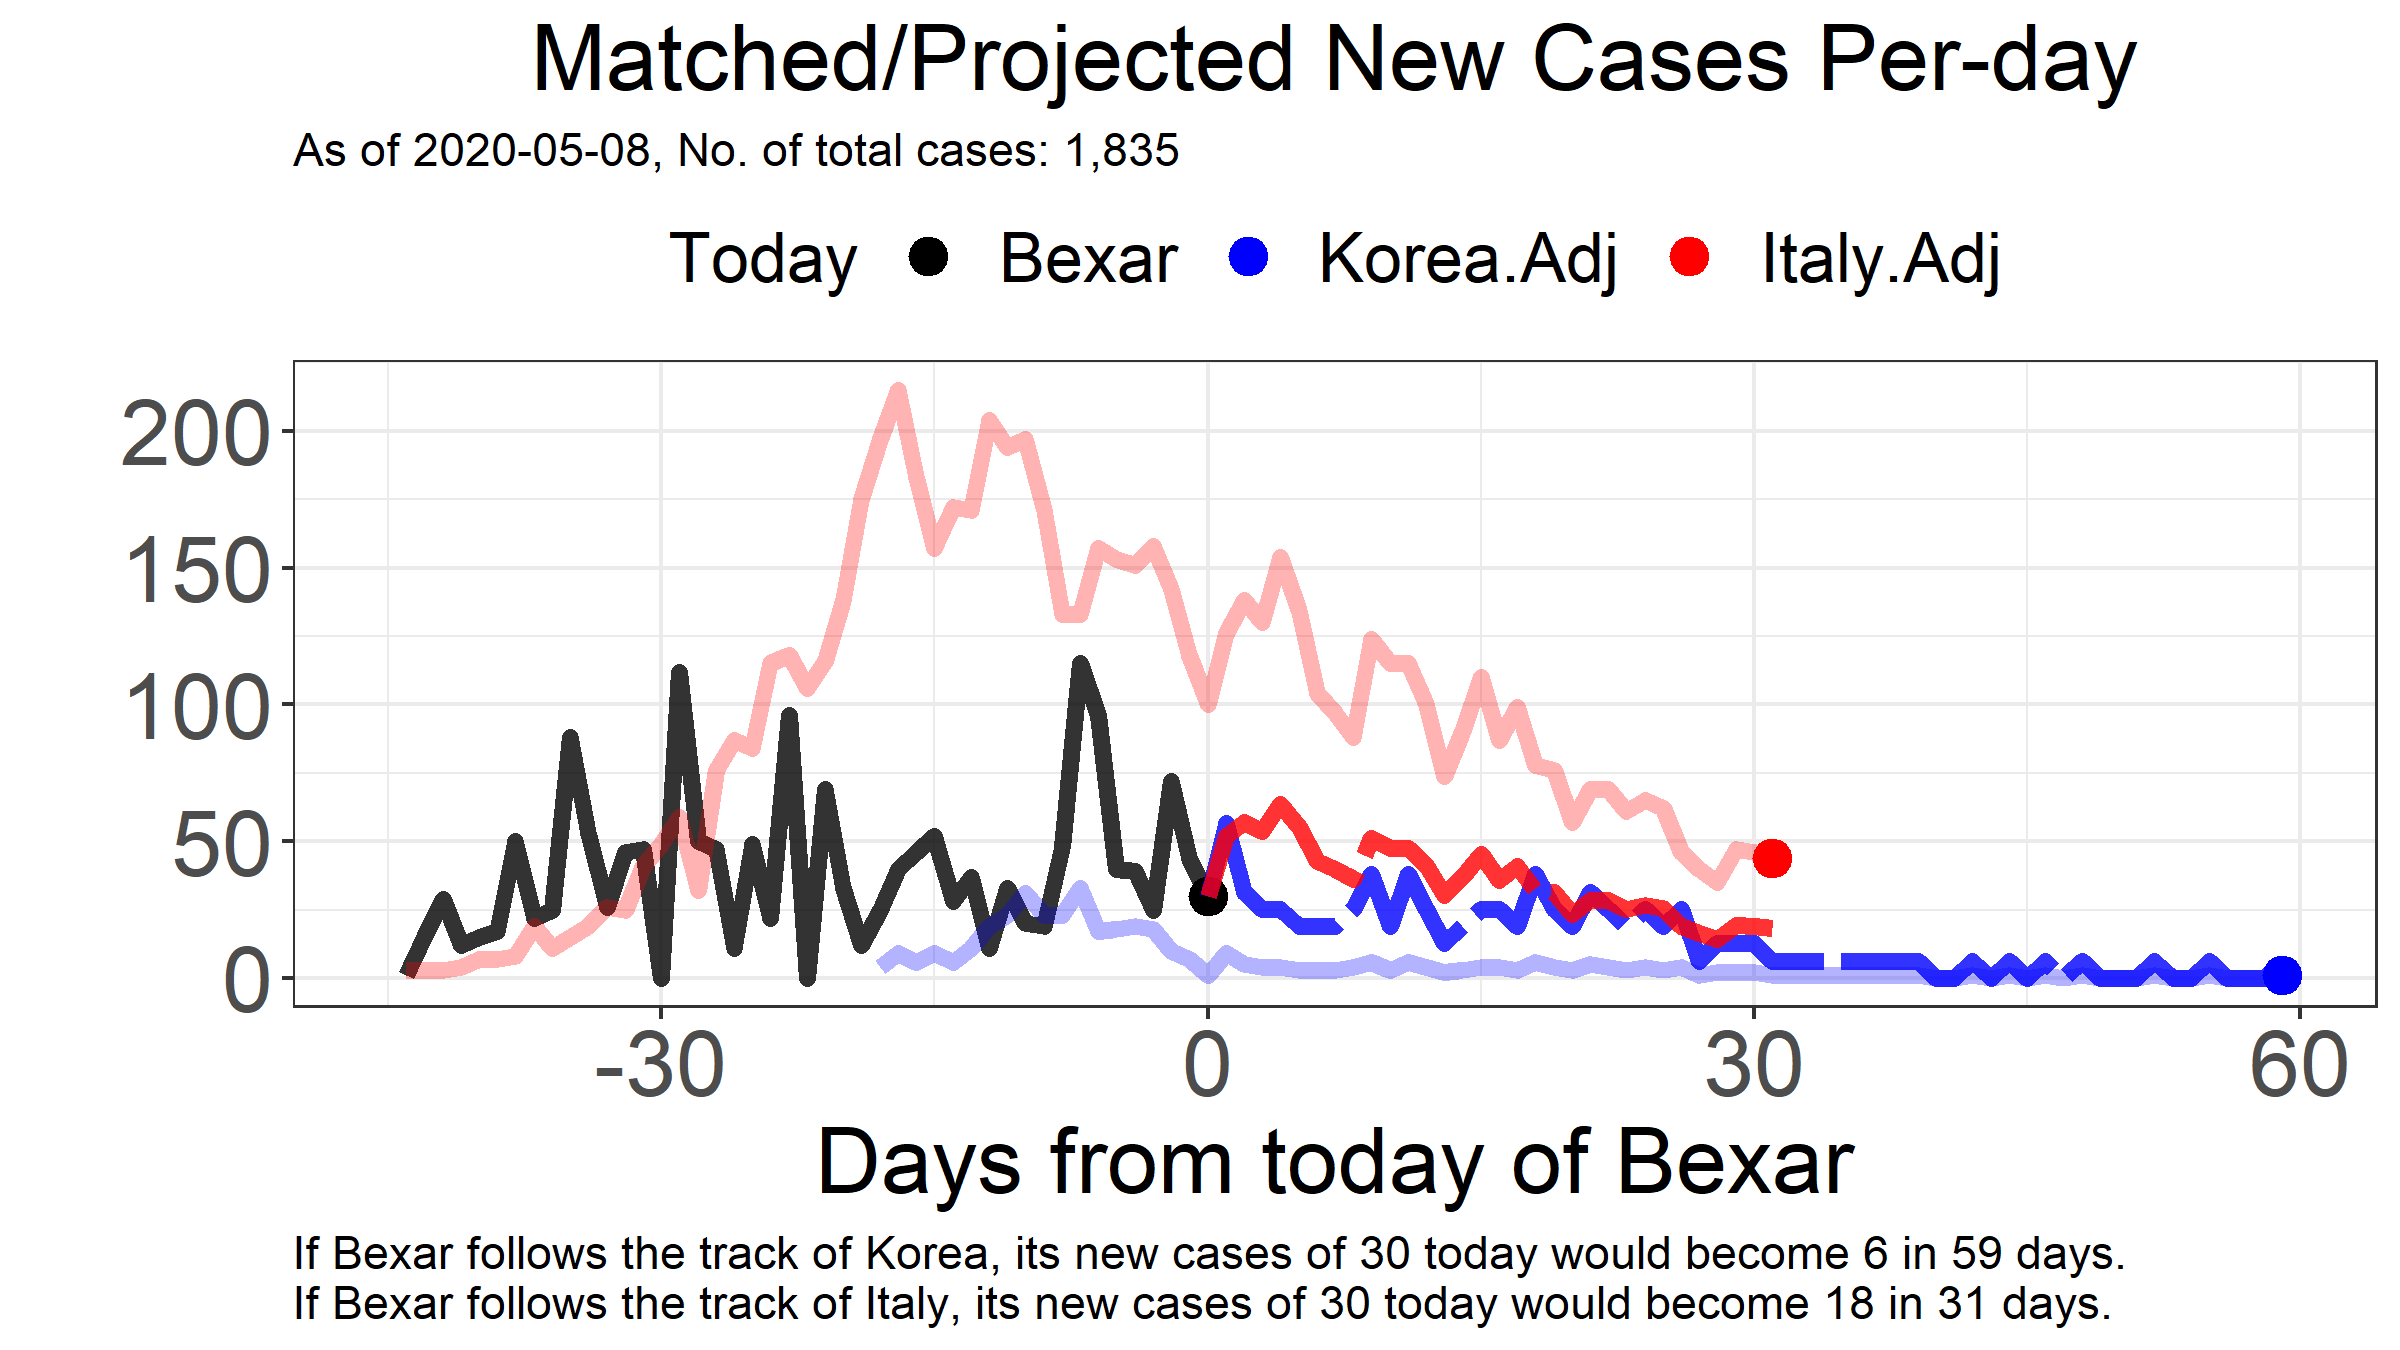 Matched/Projected New Cases Per-day
As of 2020-05-08, No. of total cases: 1,835
Today Bexar Korea.Adj Italy.Adj
200
150
100
50
0
-30 0 30 60
Days from today of Bexar
If Bexar follows the track of Korea, its new cases of 30 today would become 6 in 59 days.
If Bexar follows the track of Italy, its new cases of 30 today would become 18 in 31 days.